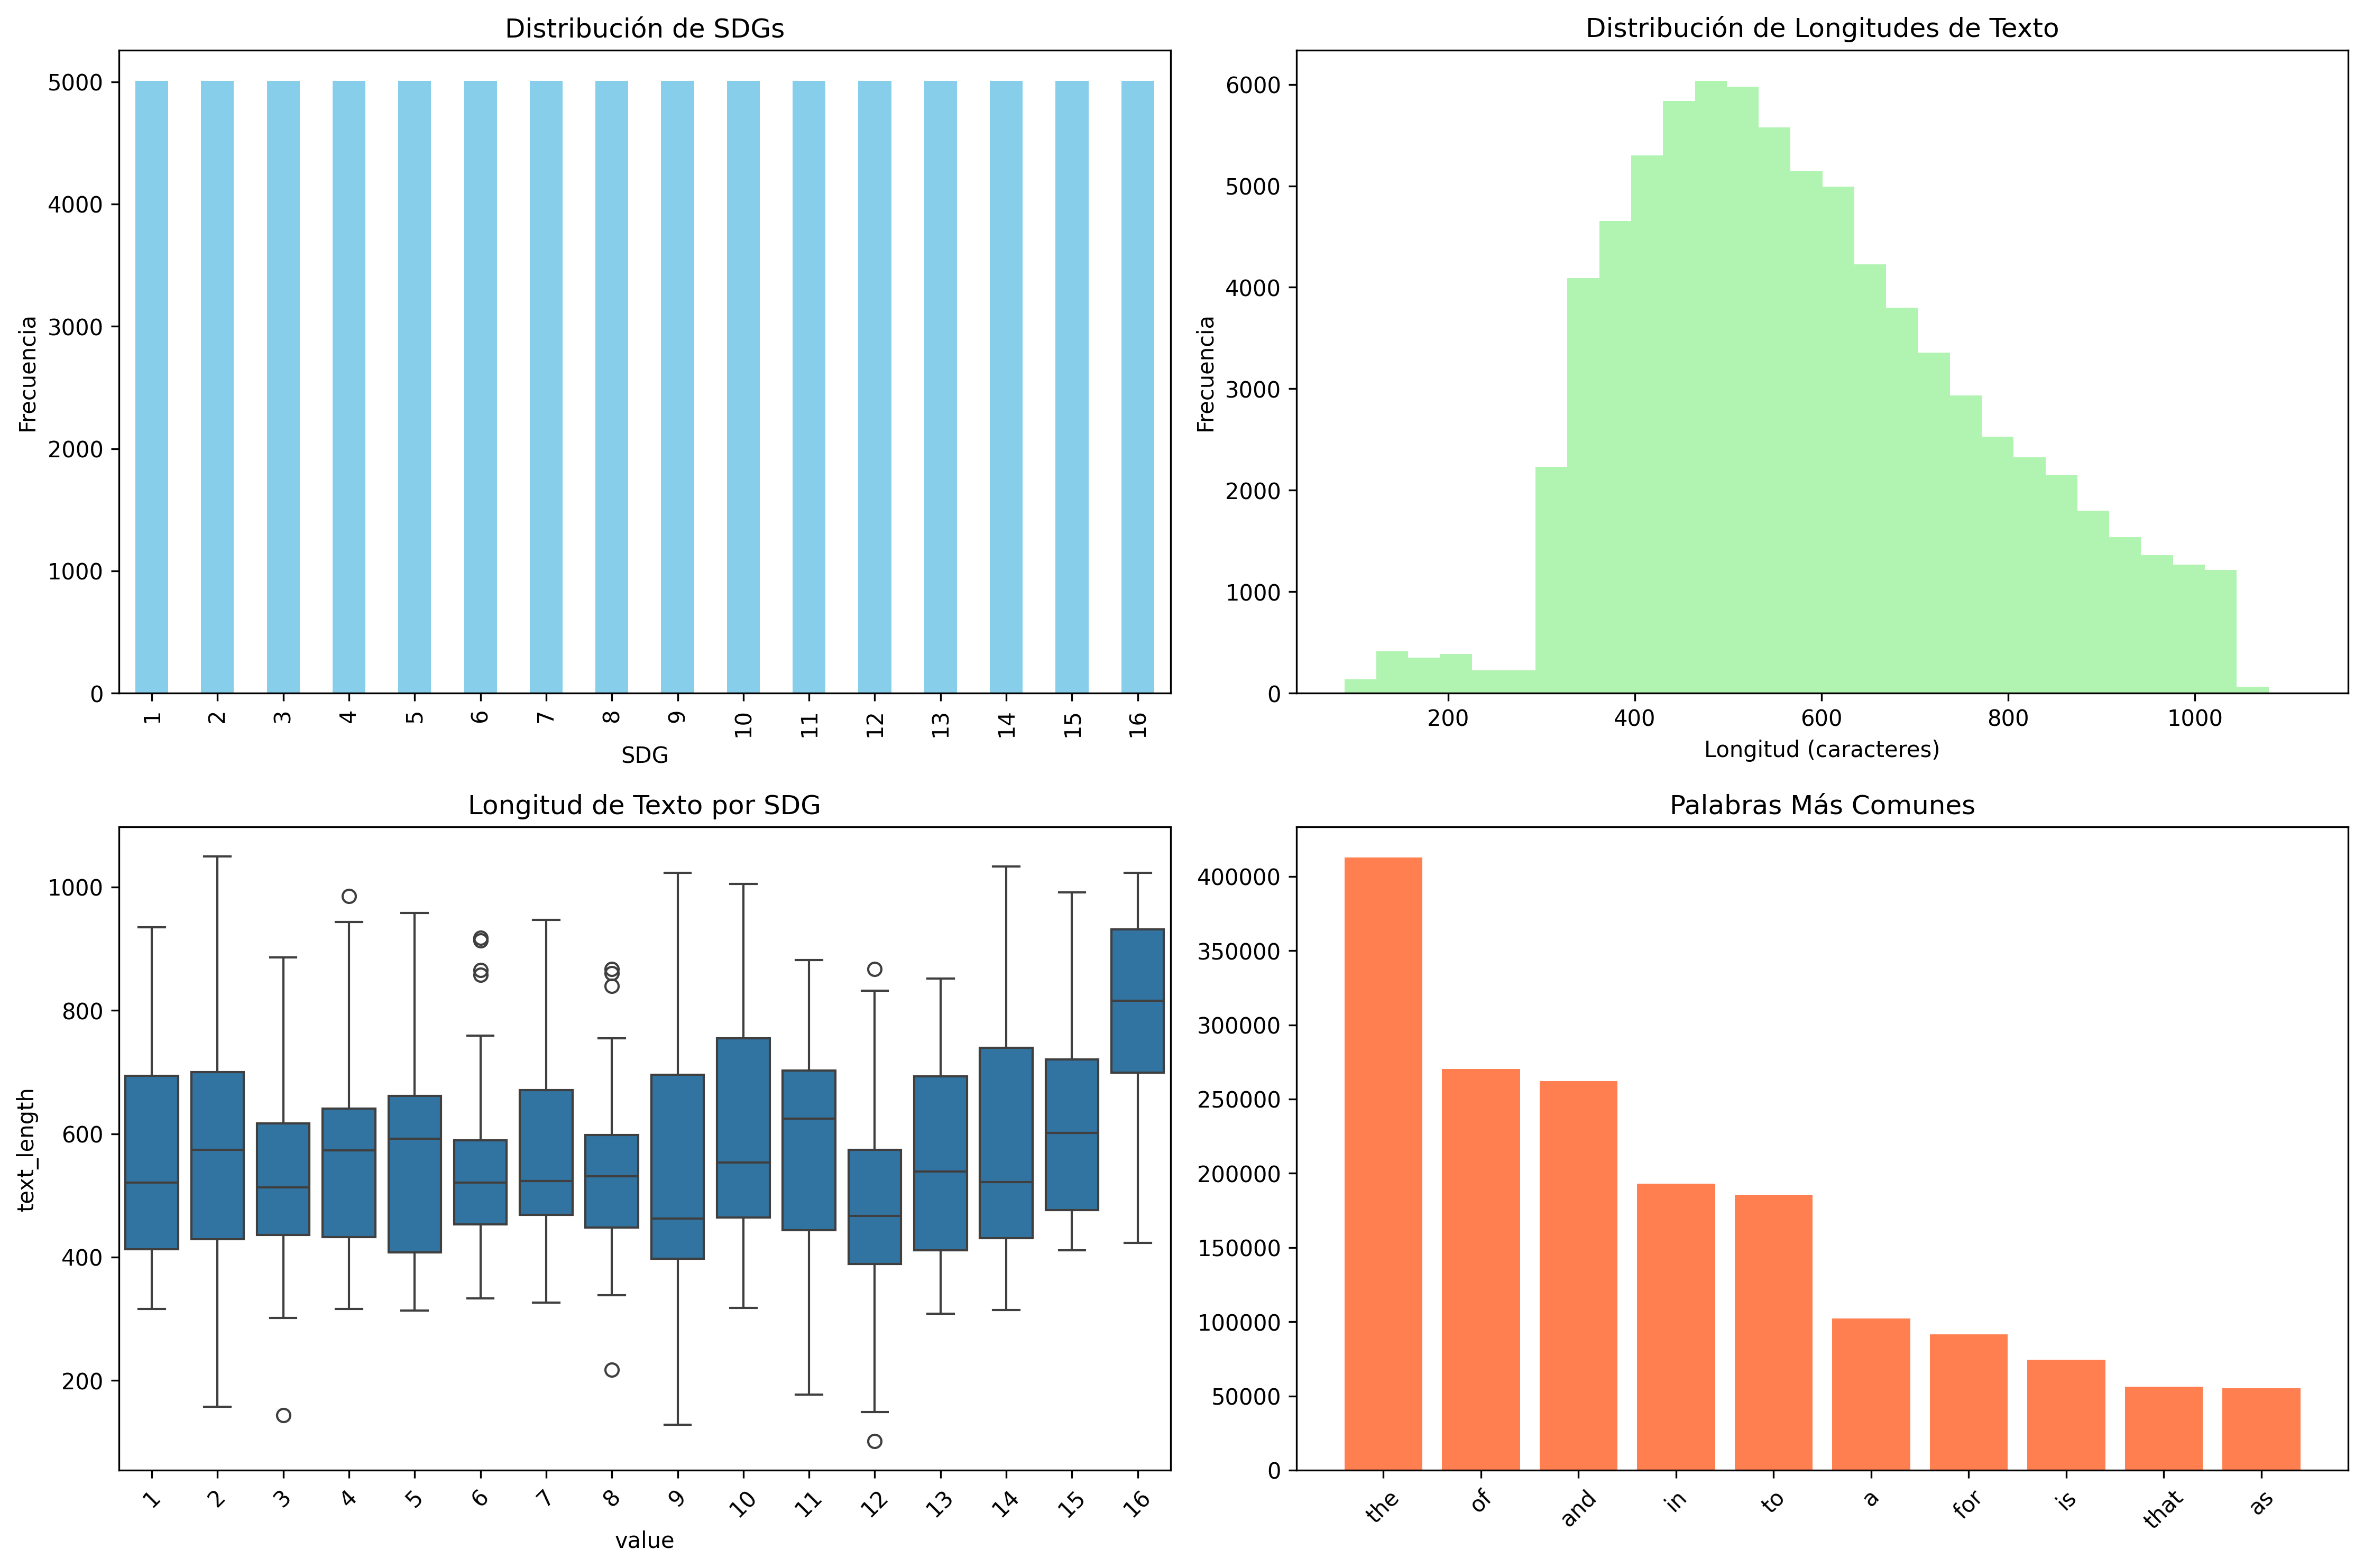 Distribución de SDGs
Frecuencia
5000
4000
3000
2000
1000
0
1 2 3 4 5 6 7 8 9 10 11 12 13 14 15 16
SDG
Distribución de Longitudes de Texto
Frecuencia
6000
5000
4000
3000
2000
1000
0
200 400 600 800 1000
Longitud (caracteres)
Longitud de Texto por SDG
text_length
1000
800
600
400
200
1 2 3 4 5 6 7 8 9 10 11 12 13 14 15 16
value
Palabras Más Comunes
400000
350000
300000
250000
200000
150000
100000
50000
0
the of and in to a for is that as